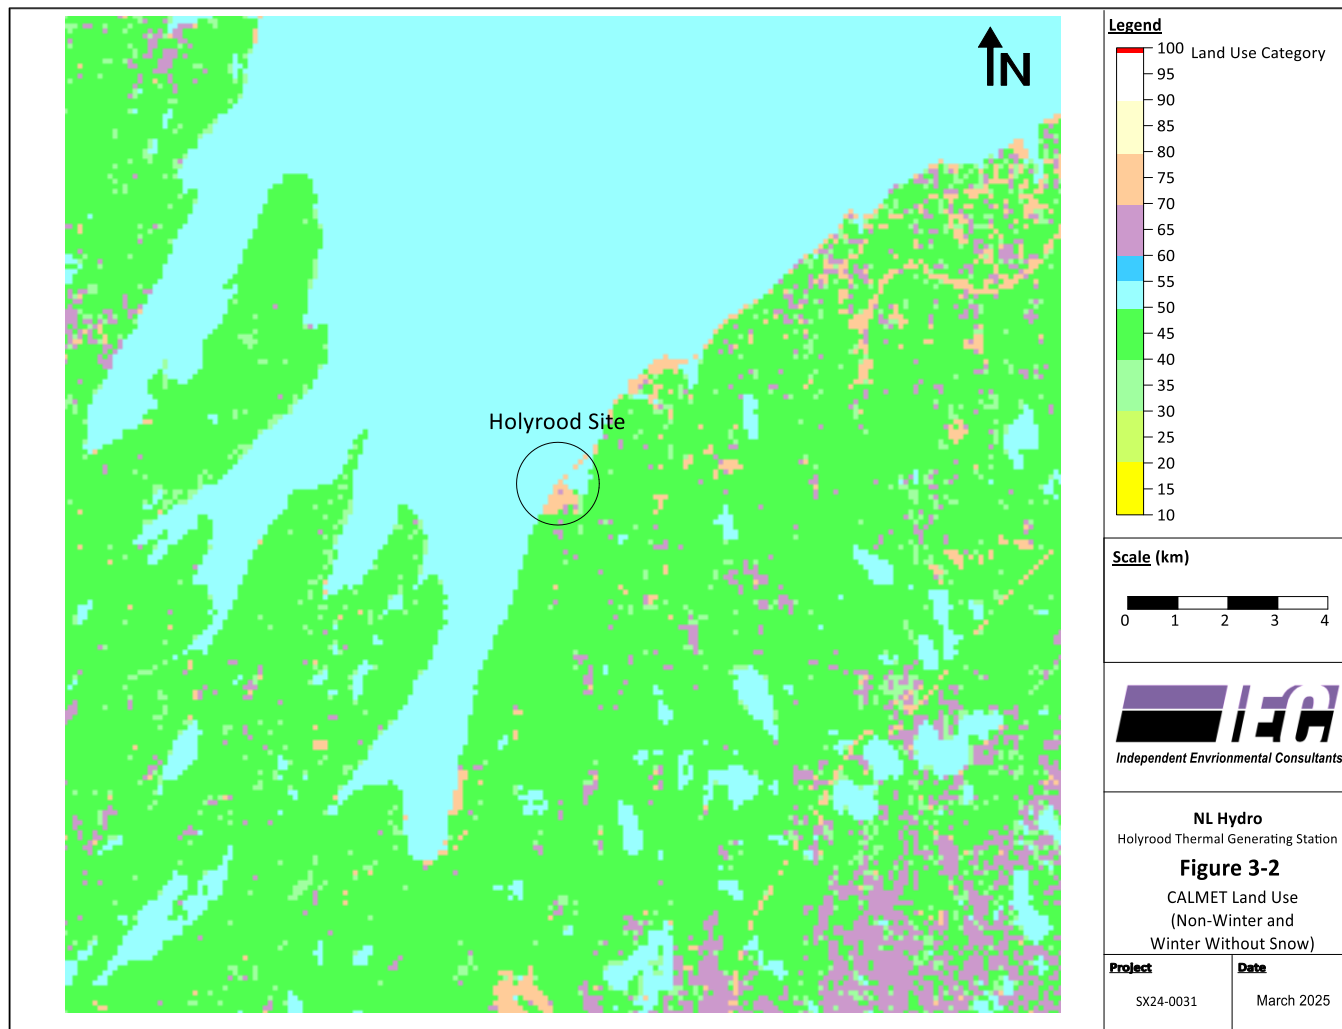 N
Holyrood Site
Legend
100 Land Use Category
95
90
85
80
75
70
65
60
55
50
45
40
35
30
25
20
15
10
Scale (km)
0 1 2 3 4
IEC
Independent Envrionmental Consultants
NL Hydro
Holyrood Thermal Generating Station
Figure 3-2
CALMET Land Use
(Non-Winter and
Winter Without Snow)
Project Date
SX24-0031 March 2025